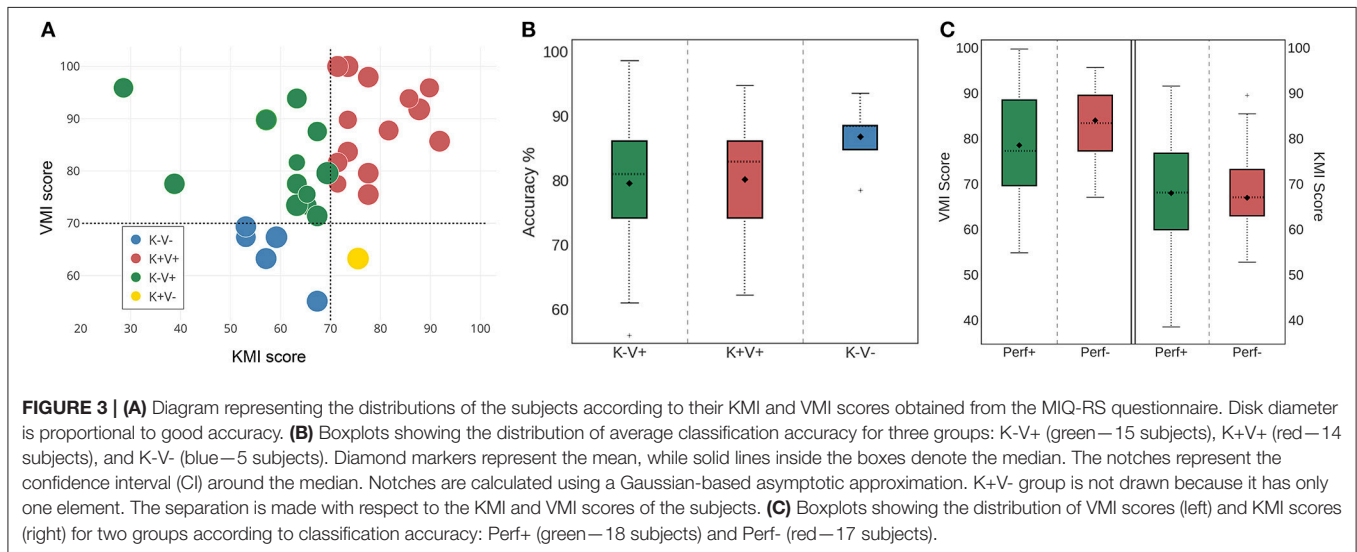 A
VMI score
100
90
80
70
60
K-V-
K+V+
K-V+
K+V-
20
30
40
50
60
70
80
90
100
KMI score
B
Accuracy %
100
90
80
70
60
K-V+
K+V+
K-V-
C
VMI Score
100
90
80
70
60
50
40
Perf+
Perf-
Perf+
Perf-
100
90
80
70
60
50
40
KMI Score
FIGURE 3 | (A) Diagram representing the distributions of the subjects according to their KMI and VMI scores obtained from the MIQ-RS questionnaire. Disk diameter
is proportional to good accuracy. (B) Boxplots showing the distribution of average classification accuracy for three groups: K-V+ (green—15 subjects), K+V+ (red—14
subjects), and K-V- (blue—5 subjects). Diamond markers represent the mean, while solid lines inside the boxes denote the median. The notches represent the
confidence interval (CI) around the median. Notches are calculated using a Gaussian-based asymptotic approximation. K+V- group is not drawn because it has only
one element. The separation is made with respect to the KMI and VMI scores of the subjects. (C) Boxplots showing the distribution of VMI scores (left) and KMI scores
(right) for two groups according to classification accuracy: Perf+ (green—18 subjects) and Perf- (red—17 subjects).